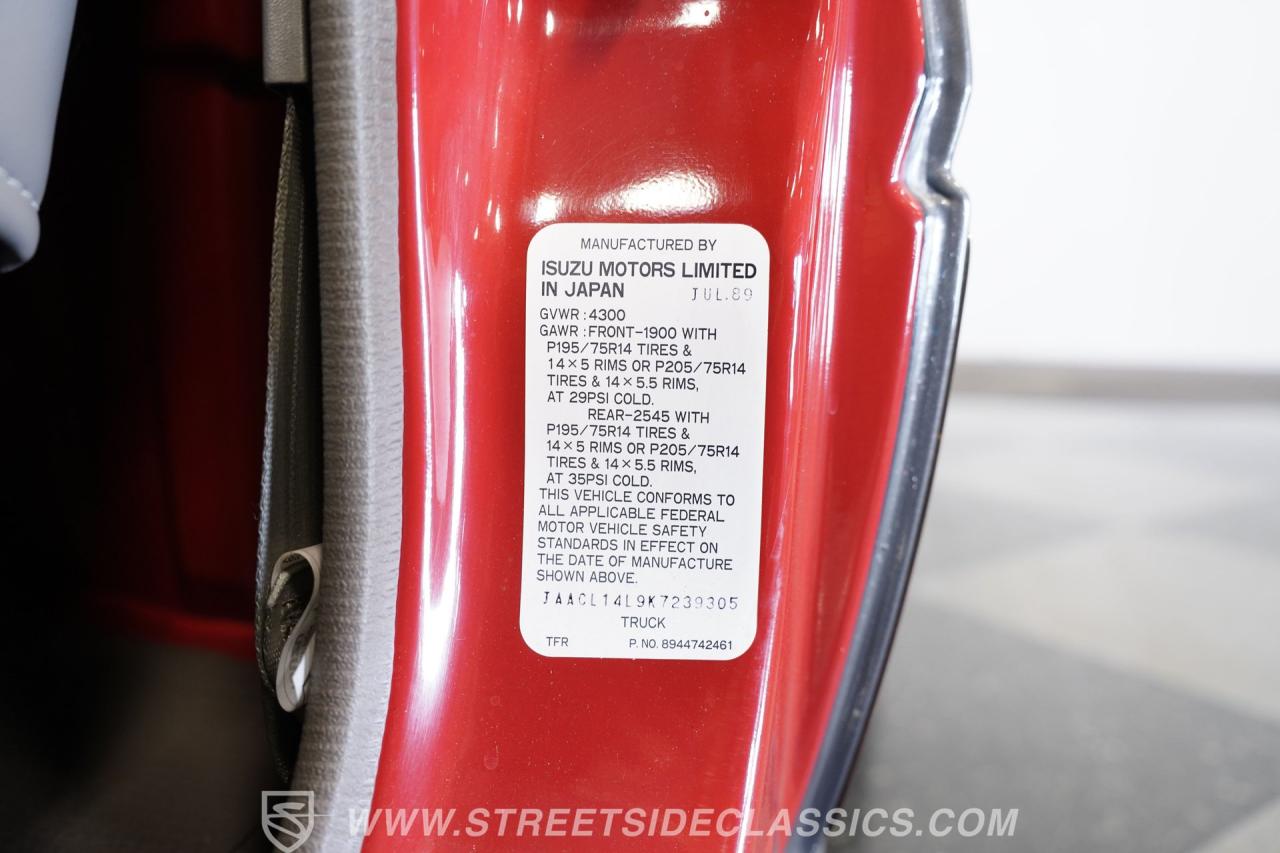 MANUFACTURED BY
ISUZU MOTORS LIMITED
IN JAPAN JUL.89
GVWR : 4300
GAWR : FRONT-1900 WITH
P195/75R14 TIRES &
14 × 5 RIMS OR P205/75R14
TIRES & 14 × 5.5 RIMS,
AT 29PSI COLD.
REAR-2545 WITH
P195/75R14 TIRES &
14 × 5 RIMS OR P205/75R14
TIRES & 14 × 5.5 RIMS,
AT 35PSI COLD.
THIS VEHICLE CONFORMS TO
ALL APPLICABLE FEDERAL
MOTOR VEHICLE SAFETY
STANDARDS IN EFFECT ON
THE DATE OF MANUFACTURE
SHOWN ABOVE.
JAACL14L9K7239305
TRUCK
TFR P. NO. 8944742461
WWW.STREETSIDECLASSICS.COM